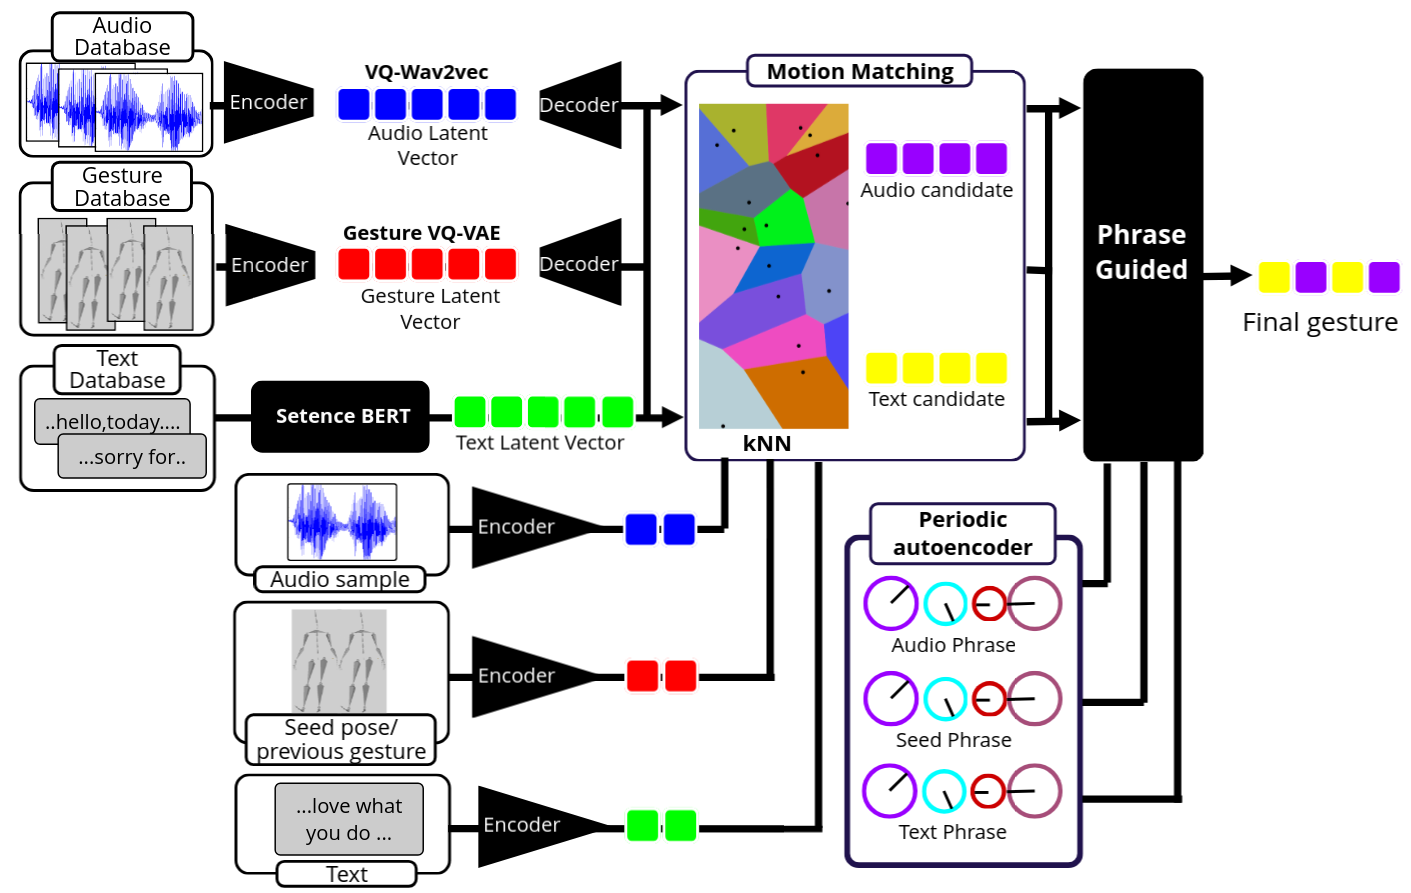 Audio
Database
Encoder
VQ-Wav2vec
Audio Latent
Vector
Decoder
Gesture
Database
Encoder
Gesture VQ-VAE
Gesture Latent
Vector
Decoder
Text
Database
..hello,today....
...sorry for..
Setence BERT
Text Latent Vector
Motion Matching
Audio candidate
Text candidate
kNN
Phrase
Guided
Final gesture
Audio sample
Encoder
Seed pose/
previous gesture
Encoder
...love what
you do ...
Text
Encoder
Periodic
autoencoder
Audio Phrase
Seed Phrase
Text Phrase